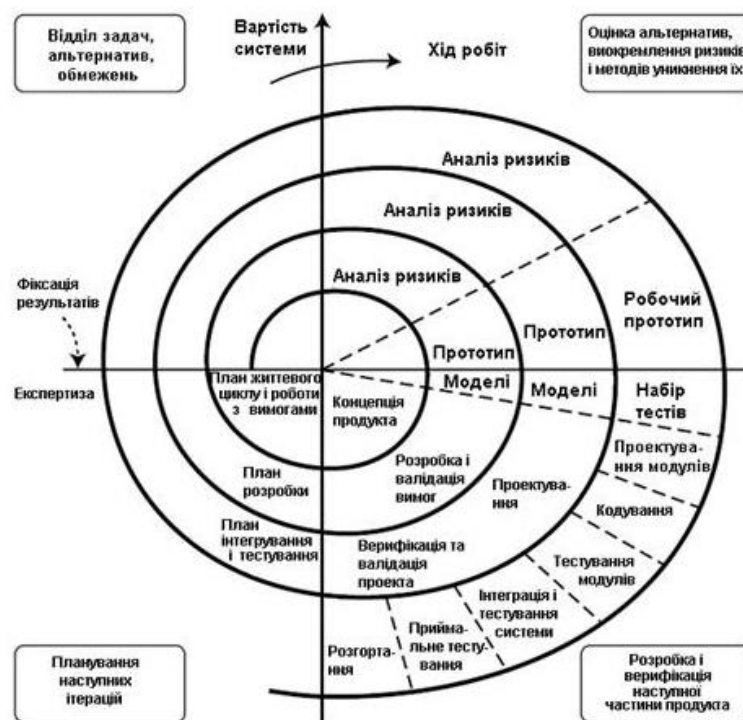 Відділ задач,
альтернатив,
обмежень
Вартість
системи
Хід робіт
Оцінка альтернатив,
виокремлення ризиків
і методів уникнення їх
Аналіз ризиків
Аналіз ризиків
Аналіз ризиків
Фіксація
результатів
Робочий
прототип
Прототип
Прототип
Експертиза
План життєвого
циклу і роботи
з вимогами
Концепція
продукта
Моделі
Моделі
Набір
тестів
Проектува-
ння модулів
План
розробки
Розробка і
валідація
вимог
Проектува-
ння
Кодування
План
інтегрування
і тестування
Верифікація та
валідація
проекта
Тестування
модулів
Інтеграція і
тестування
системи
Приймa-
льне тесту-
вання
Розгорта-
ння
Планування
наступних
ітерацій
Розробка і
верифікація
наступної
частини продукта